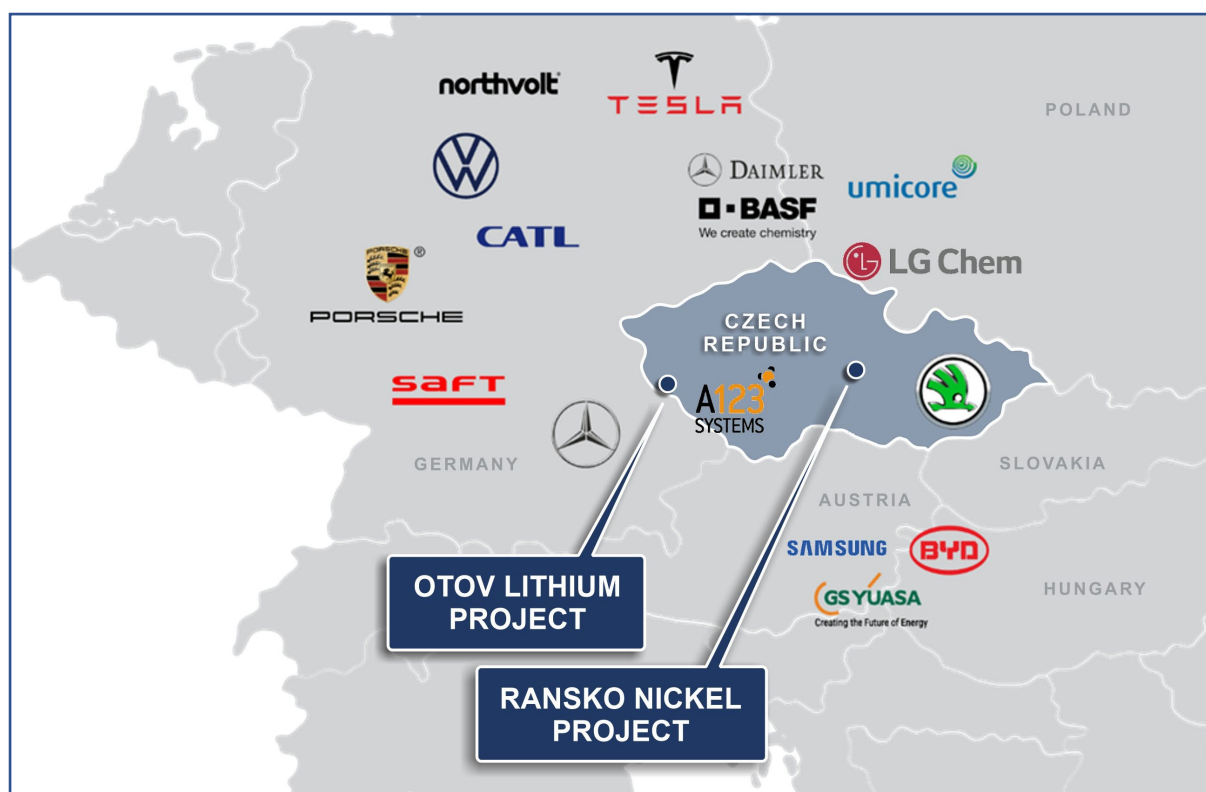 northvolt
TESLA
POLAND
DAIMLER
umicore
BASF
We create chemistry
CATL
LG Chem
PORSCHE
®
PORSCHE
CZECH
REPUBLIC
saft
A123
SYSTEMS
GERMANY
SLOVAKIA
AUSTRIA
SAMSUNG
BYD
HUNGARY
GS YUASA
Creating the Future of Energy
OTOV LITHIUM
PROJECT
RANSKO NICKEL
PROJECT